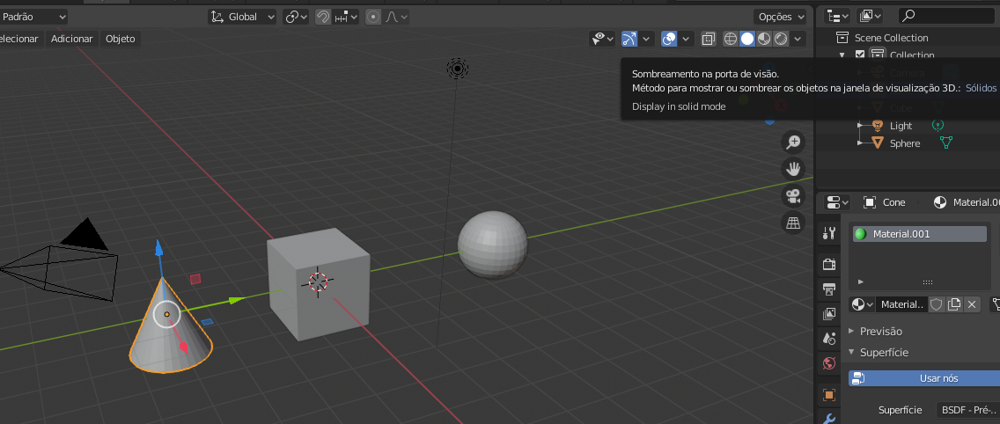 Padrão
Global
Opções
elecionar
Adicionar
Objeto
Scene Collection
Collection
Sombreamento na porta de visão.
Método para mostrar ou sombrear os objetos na janela de visualização 3D.: Sólidos
Display in solid mode
Camera
Cube
Light
Sphere
Cone
Material.00
Material.001
Material..
Previsão
Superfície
Usar nós
Superfície
BSDF - Pré-..